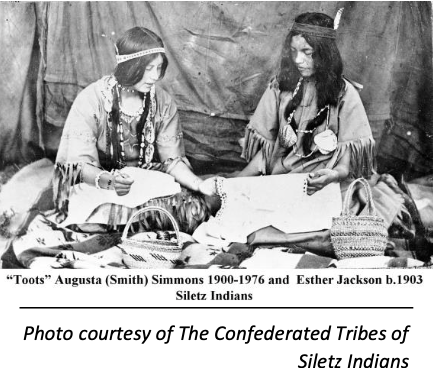 “Toots” Augusta (Smith) Simmons 1900-1976 and Esther Jackson b.1903
Siletz Indians
Photo courtesy of The Confederated Tribes of
Siletz Indians